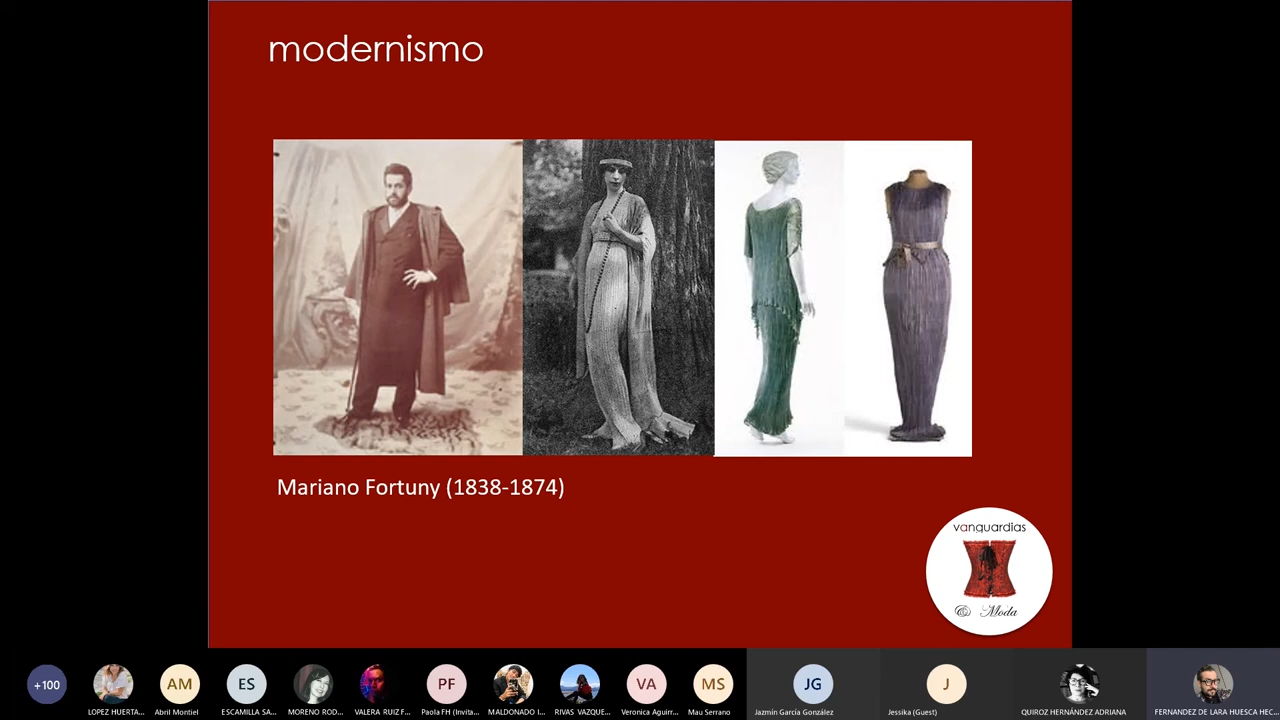 modernismo
Mariano Fortuny (1838-1874)
vanguardias
& Moda
+100
AM
ES
PF
VA
MS
JG
J
LOPEZ HUERTA...
Abril Montiel
ESCAMILLA SA...
MORENO ROD...
VALERA RUIZ F...
Paola FH (Invita...
MALDONADO I...
RIVAS VAZQUE...
Veronica Aguirr...
Mau Serrano
Jazmín García González
Jessika (Guest)
QUIROZ HERNÁNDEZ ADRIANA
FERNANDEZ DE LARA HUESCA HEC...